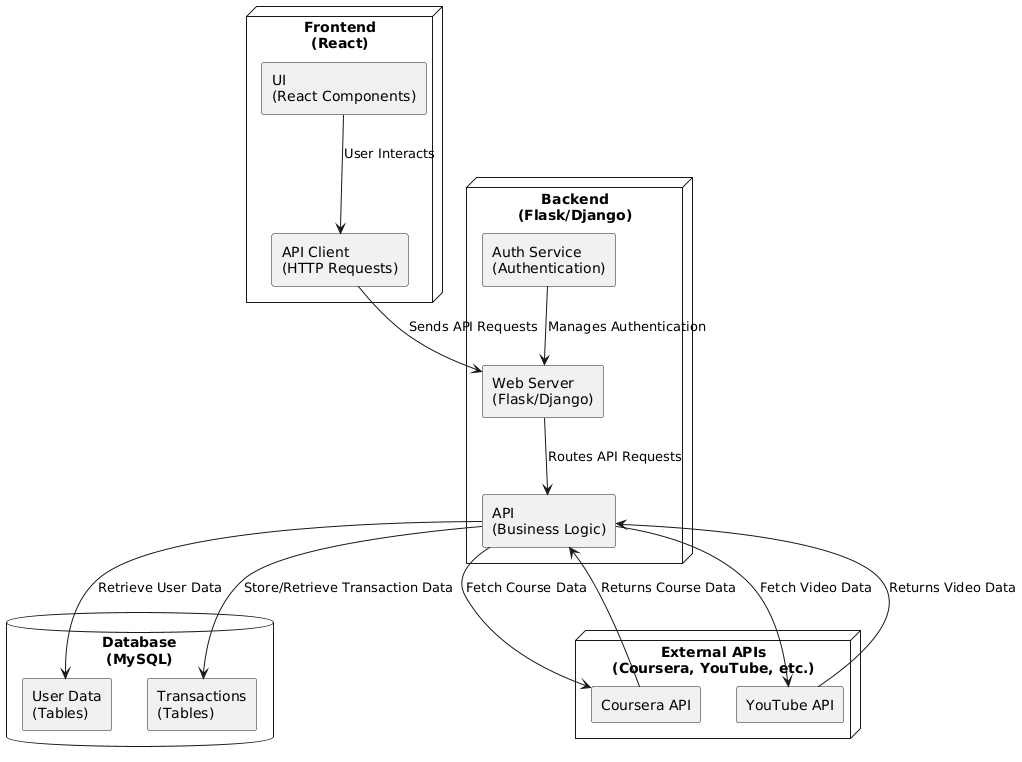 Frontend
(React)
UI
(React Components)
User Interacts
API Client
(HTTP Requests)
Backend
(Flask/Django)
Auth Service
(Authentication)
Sends API Requests
Manages Authentication
Web Server
(Flask/Django)
Routes API Requests
API
(Business Logic)
Retrieve User Data
Store/Retrieve Transaction Data
Fetch Course Data
Returns Course Data
Fetch Video Data
Returns Video Data
Database
(MySQL)
User Data
(Tables)
Transactions
(Tables)
External APIs
(Coursera, YouTube, etc.)
Coursera API
YouTube API